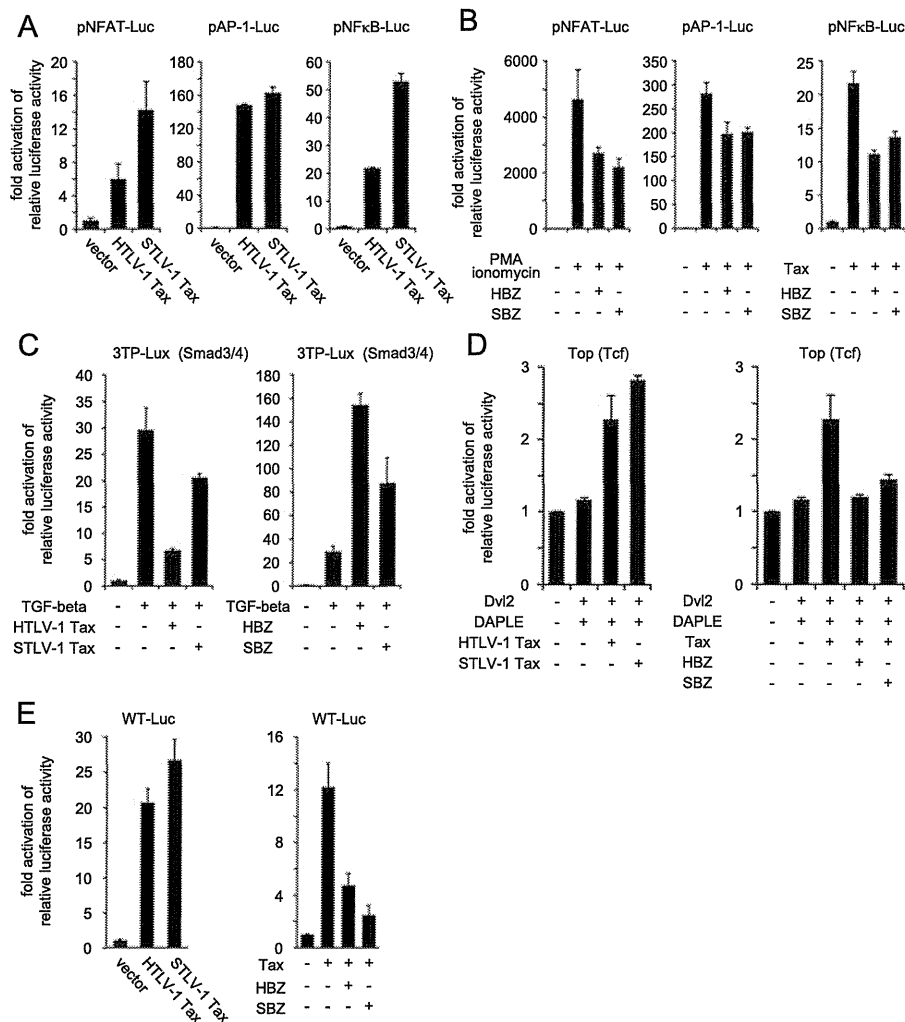 A
pNFAT-Luc
pAP-1-Luc
pNFκB-Luc
fold activation of
relative luciferase activity
16
14
12
10
8
6
4
2
0
vector
HTLV-1 Tax
STLV-1 Tax
180
160
140
120
100
80
60
40
20
0
vector
HTLV-1 Tax
STLV-1 Tax
60
50
40
30
20
10
0
vector
HTLV-1 Tax
STLV-1 Tax
B
pNFAT-Luc
pAP-1-Luc
pNFκB-Luc
fold activation of
relative luciferase activity
6000
4000
2000
0
350
300
250
200
150
100
50
0
25
20
15
10
5
0
PMA
ionomycin - + + +
HBZ - - + -
SBZ - - - +
- + + +
- - + -
- - - +
Tax - + + +
HBZ - - + -
SBZ - - - +
C
3TP-Lux (Smad3/4)
3TP-Lux (Smad3/4)
fold activation of
relative luciferase activity
40
35
30
25
20
15
10
5
0
180
160
140
120
100
80
60
40
20
0
TGF-beta - + + +
HTLV-1 Tax - - + -
STLV-1 Tax - - - +
TGF-beta - + + +
HBZ - - + -
SBZ - - - +
D
Top (Tcf)
Top (Tcf)
fold activation of
relative luciferase activity
3
2
1
0
3
2
1
0
Dvl2 - + + +
DAPLE - + + +
HTLV-1 Tax - - + -
STLV-1 Tax - - - +
Dvl2 - + + + +
DAPLE - + + + +
Tax - - + + +
HBZ - - - + -
SBZ - - - - +
E
WT-Luc
WT-Luc
fold activation of
relative luciferase activity
30
25
20
15
10
5
0
vector
HTLV-1 Tax
STLV-1 Tax
16
12
8
4
0
Tax - + + +
HBZ - - + -
SBZ - - - +